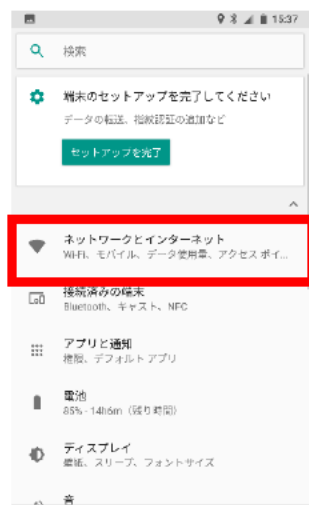 15:37
検索
端末のセットアップを完了してください
データの転送、指紋認証の追加など
セットアップを完了
ネットワークとインターネット
Wi-Fi、モバイル、データ使用量、アクセス ポイ...
接続済みの端末
Bluetooth、キャスト、NFC
アプリと通知
権限、デフォルト アプリ
電池
85% - 14h6m（残り時間）
ディスプレイ
壁紙、スリープ、フォントサイズ
音